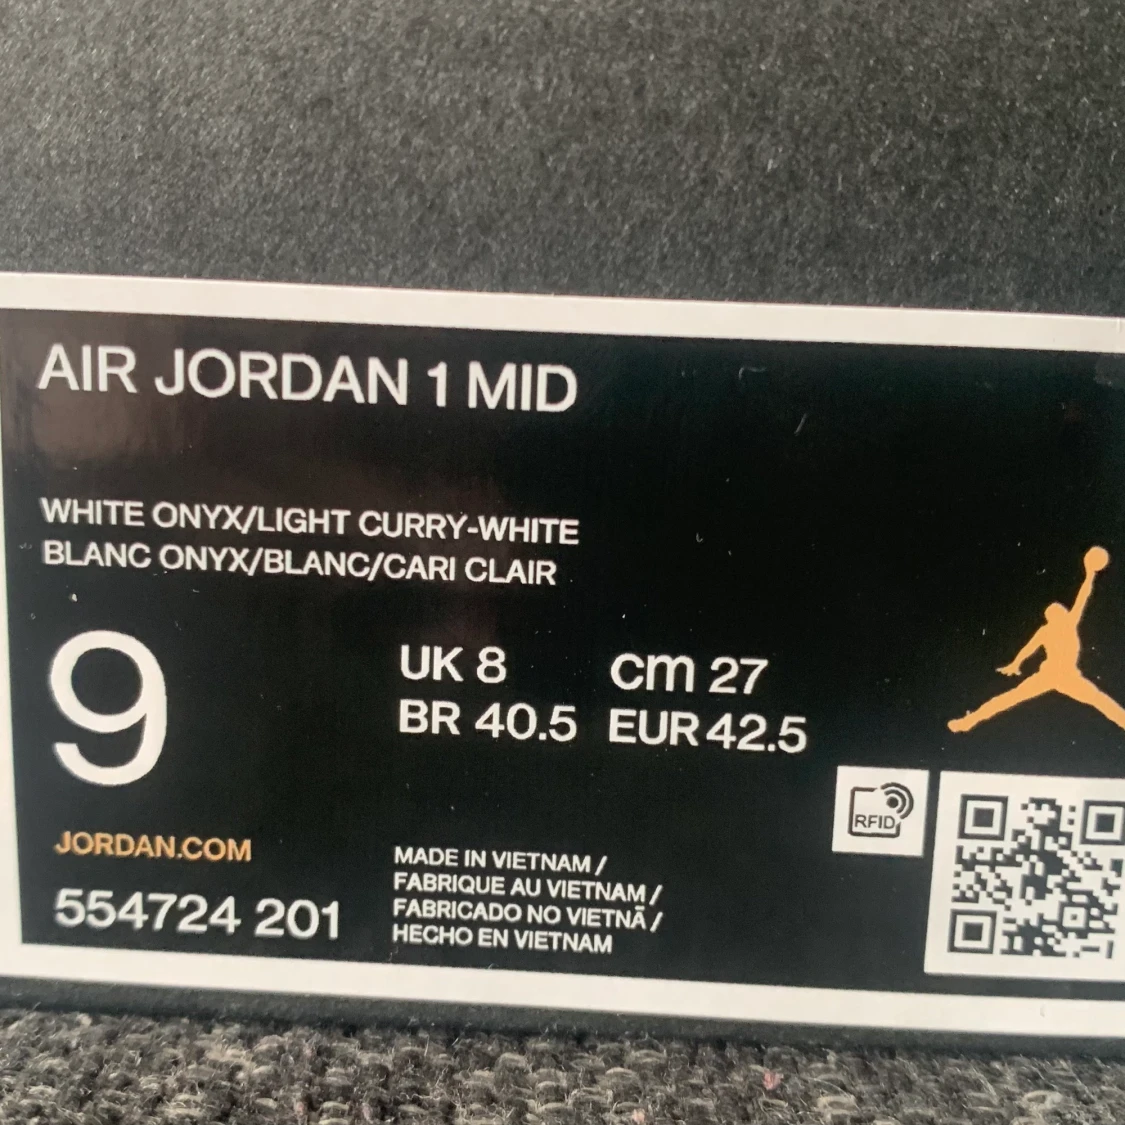 AIR JORDAN 1 MID
WHITE ONYX/LIGHT CURRY-WHITE
BLANC ONYX/BLANC/CARI CLAIR
9
UK 8 cm 27
BR 40.5 EUR 42.5
RFID
JORDAN.COM
554724 201
MADE IN VIETNAM /
FABRIQUE AU VIETNAM /
FABRICADO NO VIETNÃ /
HECHO EN VIETNAM